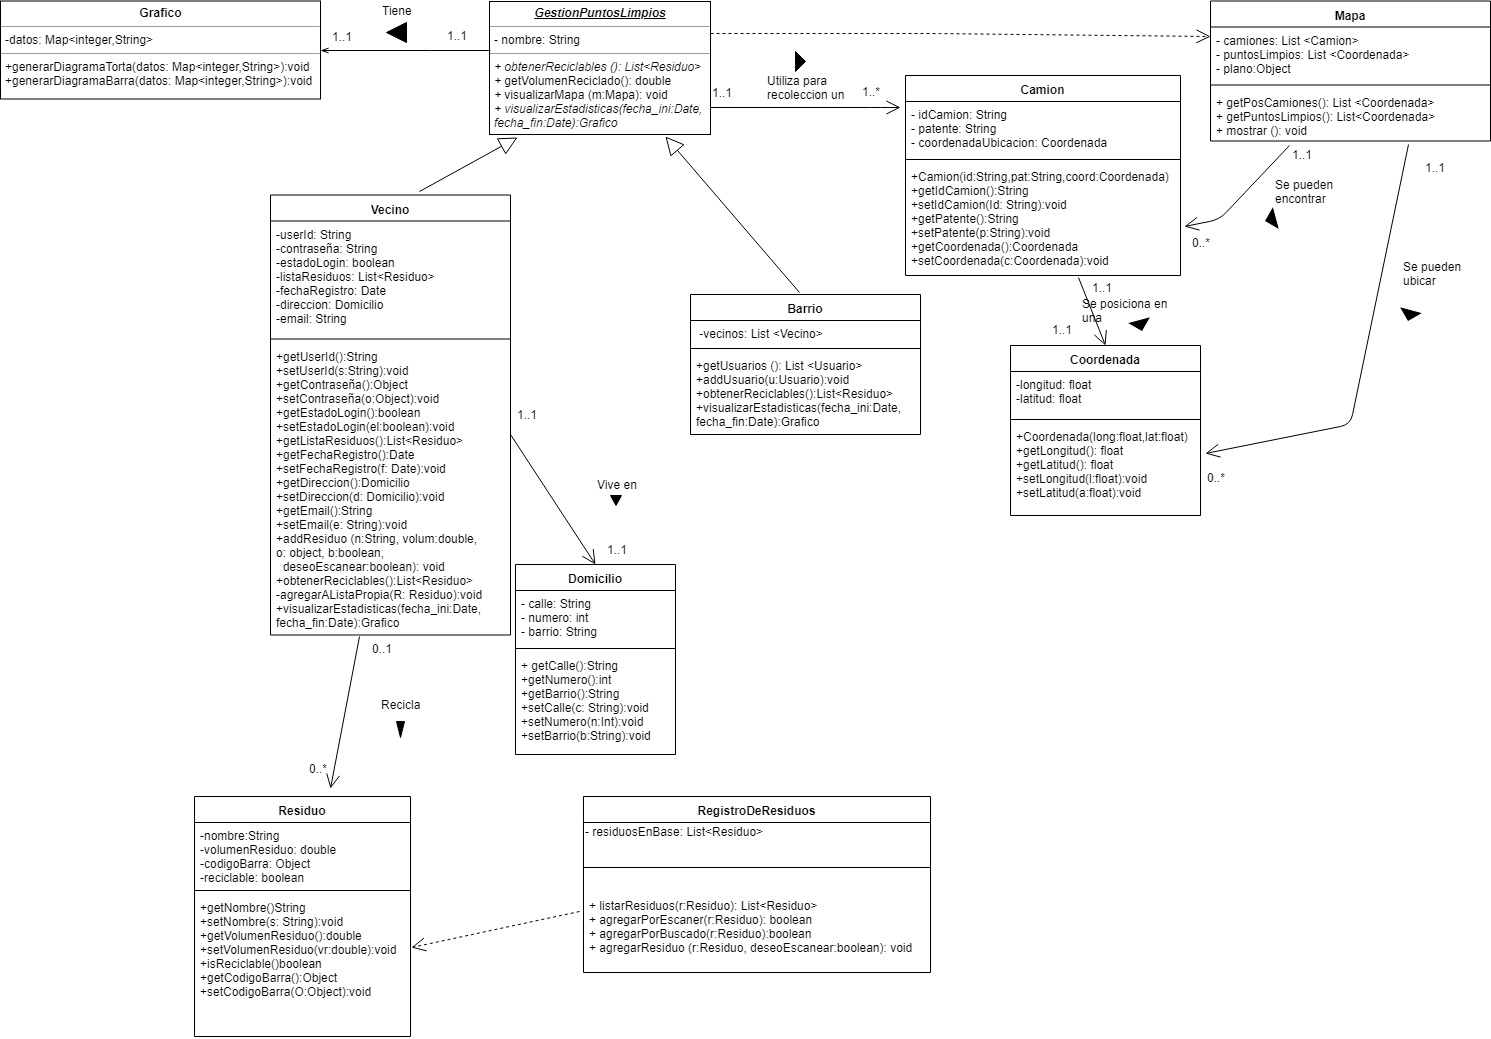 Grafico
-datos: Map<integer,String>
+generarDiagramaTorta(datos: Map<integer,String>):void
+generarDiagramaBarra(datos: Map<integer,String>):void
Tiene
1..1
1..1
GestionPuntosLimpios
- nombre: String
+ obtenerReciclables (): List<Residuo>
+ getVolumenReciclado(): double
+ visualizarMapa (m:Mapa): void
+ visualizarEstadisticas(fecha_ini:Date,
fecha_fin:Date):Grafico
Utiliza para
recoleccion un
1..1
1..*
Camion
- idCamion: String
- patente: String
- coordenadaUbicacion: Coordenada
+Camion(id:String,pat:String,coord:Coordenada)
+getIdCamion():String
+setIdCamion(Id: String):void
+getPatente():String
+setPatente(p:String):void
+getCoordenada():Coordenada
+setCoordenada(c:Coordenada):void
Mapa
- camiones: List <Camion>
- puntosLimpios: List <Coordenada>
- plano:Object
+ getPosCamiones(): List <Coordenada>
+ getPuntosLimpios(): List<Coordenada>
+ mostrar (): void
1..1
1..1
Se pueden
encontrar
0..*
Se pueden
ubicar
0..*
1..1
Se posiciona en
una
1..1
Coordenada
-longitud: float
-latitud: float
+Coordenada(long:float,lat:float)
+getLongitud(): float
+getLatitud(): float
+setLongitud(l:float):void
+setLatitud(a:float):void
Vecino
-userId: String
-contraseña: String
-estadoLogin: boolean
-listaResiduos: List<Residuo>
-fechaRegistro: Date
-direccion: Domicilio
-email: String
+getUserId():String
+setUserId(s:String):void
+getContraseña():Object
+setContraseña(o:Object):void
+getEstadoLogin():boolean
+setEstadoLogin(el:boolean):void
+getListaResiduos():List<Residuo>
+getFechaRegistro():Date
+setFechaRegistro(f: Date):void
+getDireccion():Domicilio
+setDireccion(d: Domicilio):void
+getEmail():String
+setEmail(e: String):void
+addResiduo (n:String, volum:double,
o: object, b:boolean,
deseoEscanear:boolean): void
+obtenerReciclables():List<Residuo>
-agregarAListaPropia(R: Residuo):void
+visualizarEstadisticas(fecha_ini:Date,
fecha_fin:Date):Grafico
Barrio
-vecinos: List <Vecino>
+getUsuarios (): List <Usuario>
+addUsuario(u:Usuario):void
+obtenerReciclables():List<Residuo>
+visualizarEstadisticas(fecha_ini:Date,
fecha_fin:Date):Grafico
1..1
Vive en
1..1
Domicilio
- calle: String
- numero: int
- barrio: String
+ getCalle():String
+getNumero():int
+getBarrio():String
+setCalle(c: String):void
+setNumero(n:Int):void
+setBarrio(b:String):void
0..1
Recicla
0..*
Residuo
-nombre:String
-volumenResiduo: double
-codigoBarra: Object
-reciclable: boolean
+getNombre()String
+setNombre(s: String):void
+getVolumenResiduo():double
+setVolumenResiduo(vr:double):void
+isReciclable()boolean
+getCodigoBarra():Object
+setCodigoBarra(O:Object):void
RegistroDeResiduos
- residuosEnBase: List<Residuo>
+ listarResiduos(r:Residuo): List<Residuo>
+ agregarPorEscaner(r:Residuo): boolean
+ agregarPorBuscado(r:Residuo):boolean
+ agregarResiduo (r:Residuo, deseoEscanear:boolean): void